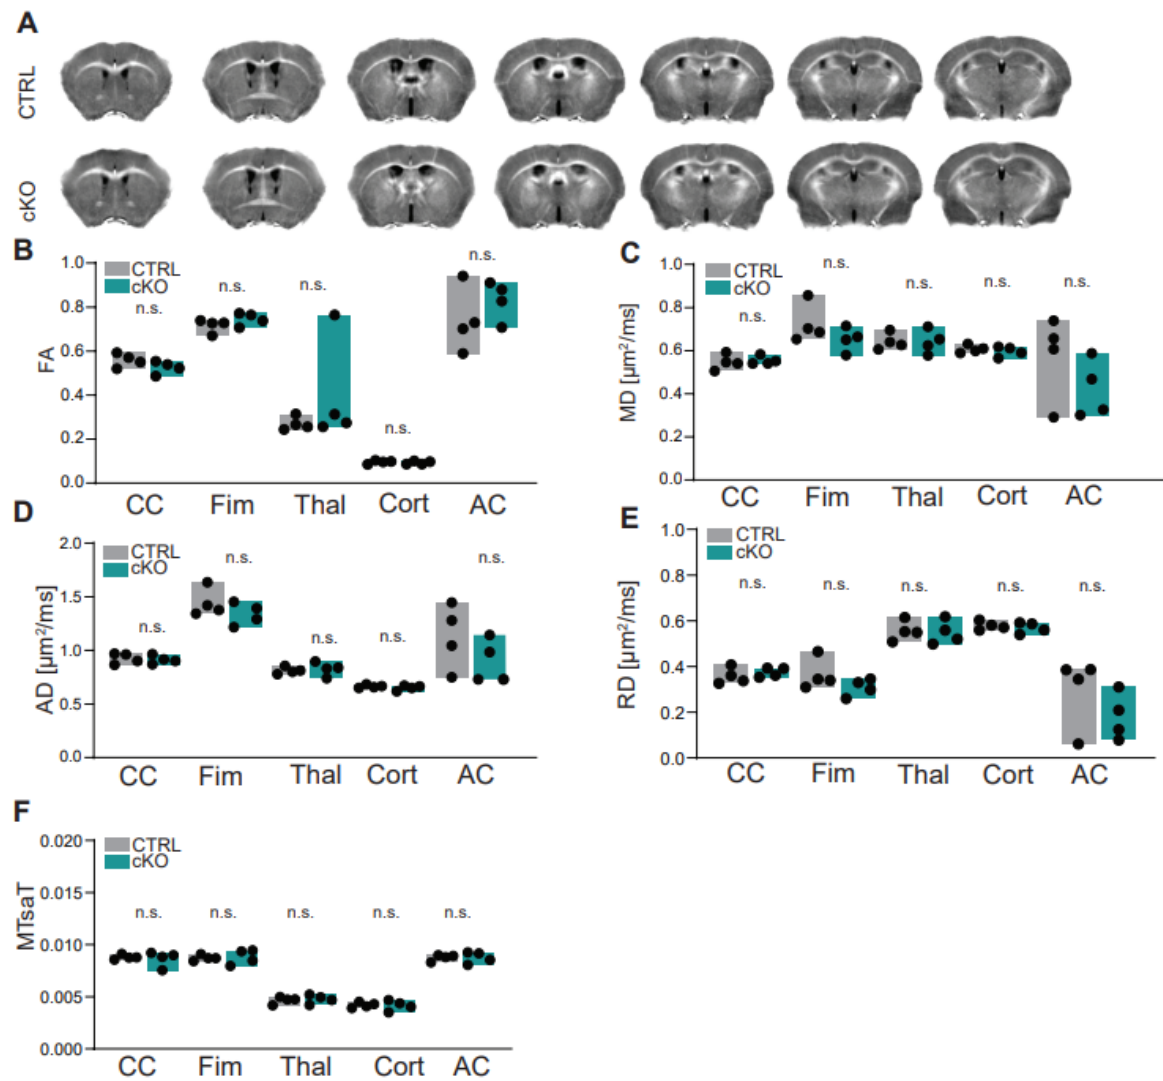 A
CTRL
cKO
B
CTRL
cKO
n.s.
n.s.
n.s.
n.s.
n.s.
FA
1.0
0.8
0.6
0.4
0.2
0.0
CC Fim Thal Cort AC
C
CTRL
cKO
n.s.
n.s.
n.s.
n.s.
n.s.
MD [μm²/ms]
1.0
0.8
0.6
0.4
0.2
0.0
CC Fim Thal Cort AC
D
CTRL
cKO
n.s.
n.s.
n.s.
n.s.
n.s.
AD [μm²/ms]
2.0
1.5
1.0
0.5
0.0
CC Fim Thal Cort AC
E
CTRL
cKO
n.s.
n.s.
n.s.
n.s.
n.s.
RD [μm²/ms]
1.0
0.8
0.6
0.4
0.2
0.0
CC Fim Thal Cort AC
F
CTRL
cKO
n.s.
n.s.
n.s.
n.s.
n.s.
MTsaT
0.020
0.015
0.010
0.005
0.000
CC Fim Thal Cort AC